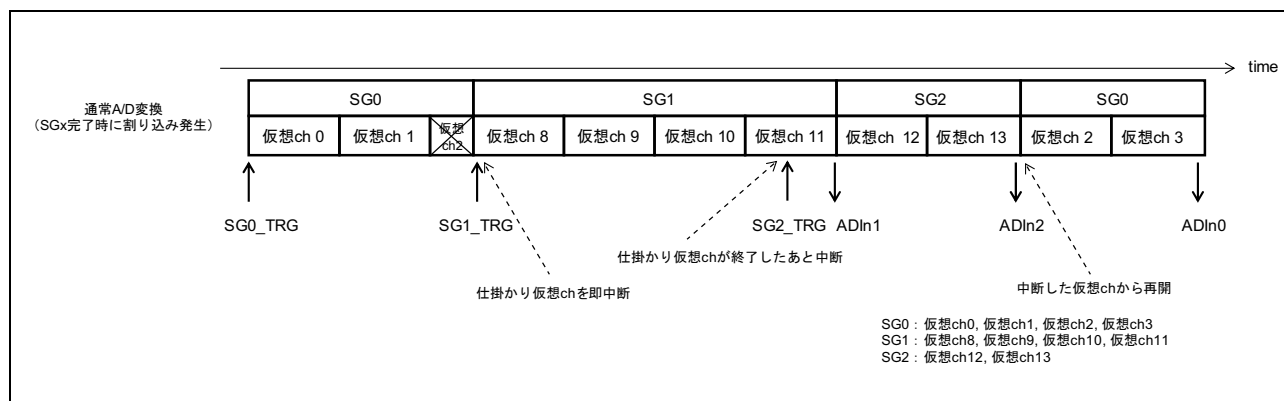 time
通常A/D変換
（SGx完了時に割り込み発生）
SG0 SG1 SG2 SG0
仮想ch 0 仮想ch 1 仮想ch2 仮想ch 8 仮想ch 9 仮想ch 10 仮想ch 11 仮想ch 12 仮想ch 13 仮想ch 2 仮想ch 3
SG0_TRG SG1_TRG SG2_TRG ADIn1 ADIn2 ADIn0
仕掛かり仮想chが終了したあと中断
仕掛かり仮想chを即中断 中断した仮想chから再開
SG0 : 仮想ch0, 仮想ch1, 仮想ch2, 仮想ch3
SG1 : 仮想ch8, 仮想ch9, 仮想ch10, 仮想ch11
SG2 : 仮想ch12, 仮想ch13